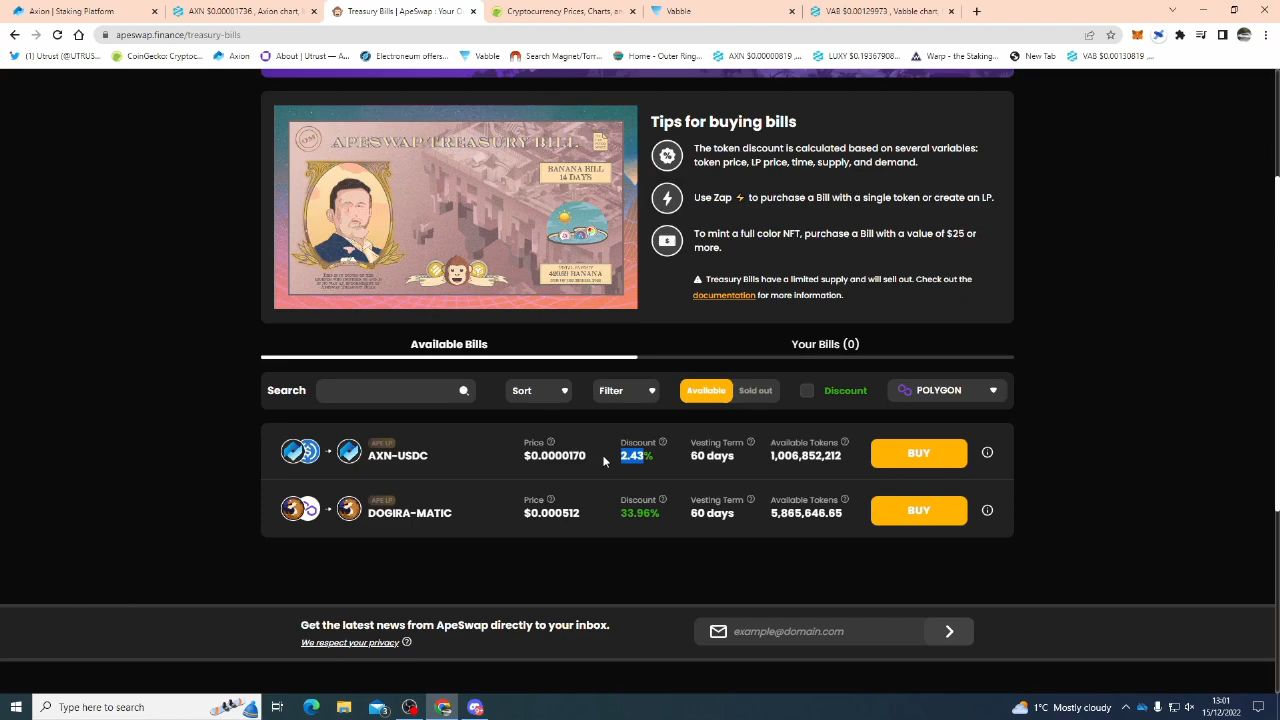 Axion | Staking Platform
AXN $0.00001736, Axion chart, l
Treasury Bills | ApeSwap - Your D
Cryptocurrency Prices, Charts, an
Vabble
VAB $0.00129973 , Vabble chart,
apeswap.finance/treasury-bills
(1) Utrust (@UTRUS...
CoinGecko: Cryptoc...
Axion
About | Utrust — the...
Electroneum offers...
Vabble
Search Magnet/Torr...
Home - Outer Ring...
AXN $0.00000819 ,...
LUXY $0.19367908...
Warp - the Staking...
New Tab
VAB $0.00130819 ,...
APESWAP TREASURY BILL
BANANA BILL
14 DAYS
Tips for buying bills
The token discount is calculated based on several variables:
token price, LP price, time, supply, and demand.
Use Zap to purchase a Bill with a single token or create an LP.
To mint a full color NFT, purchase a Bill with a value of $25 or
more.
Treasury Bills have a limited supply and will sell out. Check out the
documentation for more information.
Available Bills
Your Bills (0)
Search
Sort
Filter
Available
Sold out
Discount
POLYGON
APE LP
AXN-USDC
Price
$0.0000170
Discount
2.43%
Vesting Term
60 days
Available Tokens
1,006,852,212
BUY
APE LP
DOGIRA-MATIC
Price
$0.000512
Discount
33.96%
Vesting Term
60 days
Available Tokens
5,865,646.65
BUY
Get the latest news from ApeSwap directly to your inbox.
We respect your privacy
example@domain.com
Type here to search
3
1°C Mostly cloudy
13:01
15/12/2022